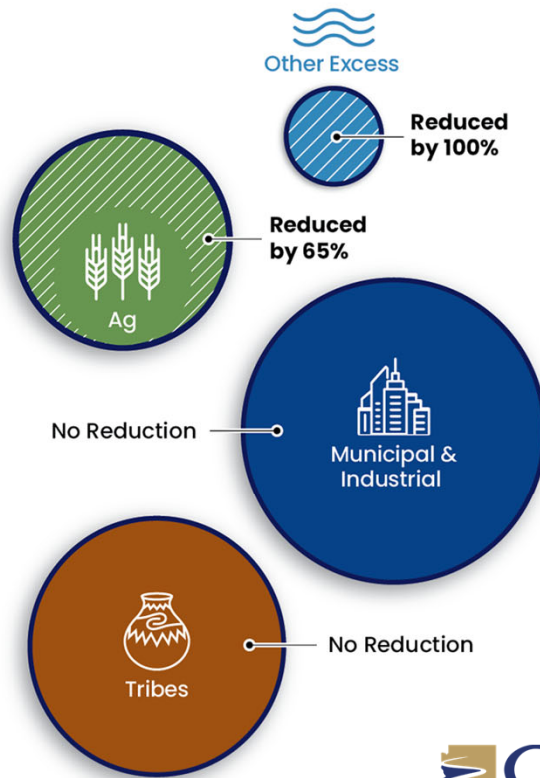 Other Excess
Reduced
by 100%
Reduced
by 65%
Ag
No Reduction
Municipal &
Industrial
No Reduction
Tribes